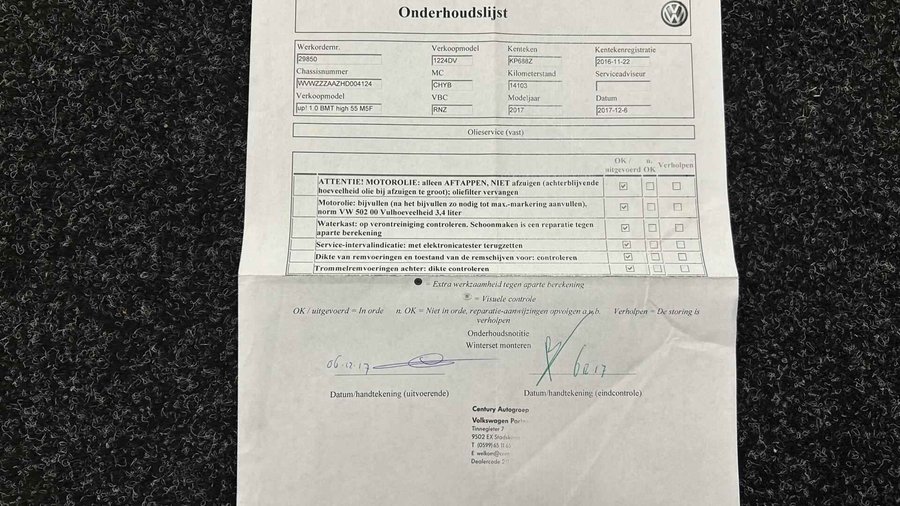 Onderhoudslijst
Werkordernr. Verkoopmodel Kenteken Kentekenregistratie
29850 1224DV KP688Z 2016-11-22
Chassisnummer MC Kilometerstand Serviceadviseur
WVWZZZAAZHD004124 CHYB 14103
Verkoopmodel VBC Modeljaar Datum
up! 1.0 BMT high 55 M5F RNZ 2017 2017-12-6
Olieservice (vast)
OK / uitgevoerd n. OK Verholpen
ATTENTIE! MOTOROLIE: alleen AFTAPPEN, NIET afzuigen (achterblijvende
hoeveelheid olie bij afzuigen te groot); oliefilter vervangen
Motorolie: bijvullen (na het bijvullen zo nodig tot max.-markering aanvullen),
norm VW 502 00 Vulhoeveelheid 3,4 liter
Waterkast: op verontreiniging controleren. Schoonmaken is een reparatie tegen
aparte berekening
Service-intervalindicatie: met elektronicatester terugzetten
Dikte van remvoeringen en toestand van de remschijven voor: controleren
Trommelremvoeringen achter: dikte controleren
= Extra werkzaamheid tegen aparte berekening
= Visuele controle
OK / uitgevoerd = In orde n. OK = Niet in orde, reparatie-aanwijzingen opvolgen a.u.b. Verholpen = De storing is
verholpen
Onderhoudsnotitie
Winterset monteren
06-12-17
Datum/handtekening (uitvoerende) Datum/handtekening (eindcontrole)
Century Autogroep
Volkswagen
Tinnegieter 7
9502 EX
T (0599)
E
Dealercode